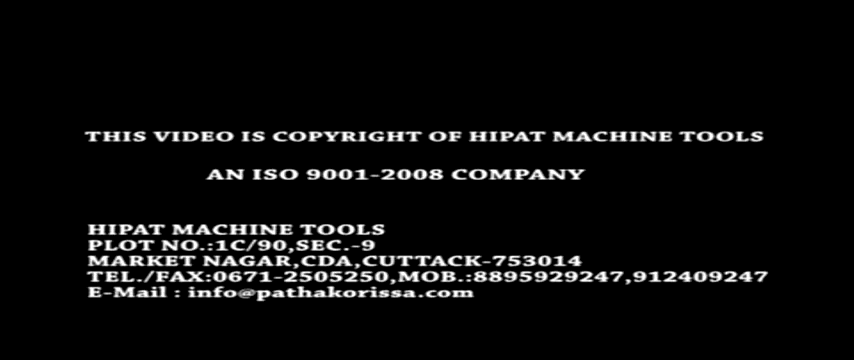 THIS VIDEO IS COPYRIGHT OF HIPAT MACHINE TOOLS
AN ISO 9001-2008 COMPANY
HIPAT MACHINE TOOLS
PLOT NO.:1C/90,SEC.-9
MARKET NAGAR,CDA,CUTTACK-753014
TEL./FAX:0671-2505250,MOB.:8895929247,912409247
E-Mail : info@pathakorissa.com